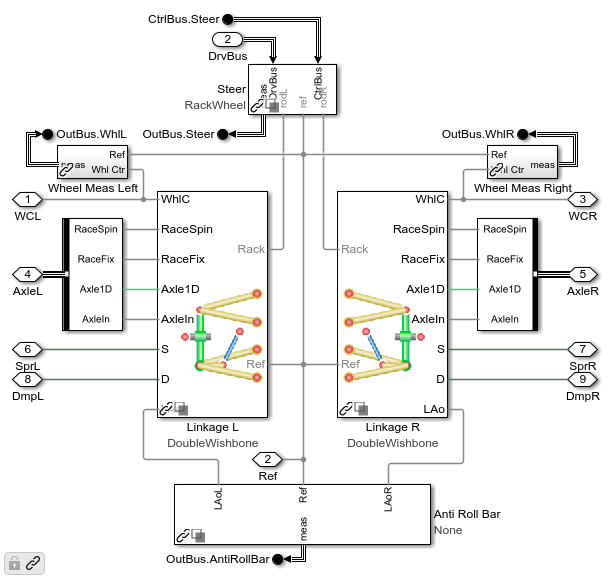 CtrlBus.Steer
2
DrvBus
Steer
RackWheel
meas
DrvBus
rodL
ref
CtrlBus
rodR
OutBus.Steer
OutBus.WhlL
OutBus.WhlR
meas
Ref
Whl Ctr
Wheel Meas Left
Ref
Whl Ctr
meas
Wheel Meas Right
1
WCL
WhlC
WhlC
3
WCR
RaceSpin
RaceSpin
RaceSpin
RaceSpin
Rack
Rack
RaceFix
RaceFix
RaceFix
RaceFix
4
AxleL
5
AxleR
Axle1D
Axle1D
Axle1D
Axle1D
AxleIn
AxleIn
AxleIn
AxleIn
6
SprL
S
S
7
SprR
Ref
Ref
8
DmpL
D
D
9
DmpR
LAo
Linkage L
DoubleWishbone
Linkage R
DoubleWishbone
2
Ref
LAoL
Ref
LAoR
meas
Anti Roll Bar
None
OutBus.AntiRollBar